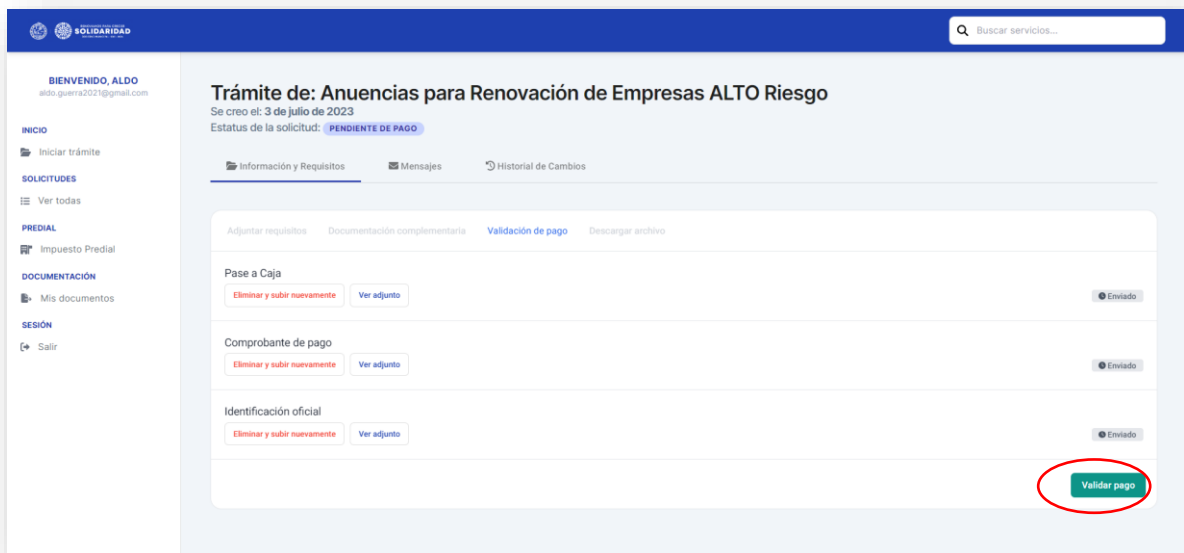 SOLIDARIDAD
Buscar servicios...
BIENVENIDO, ALDO
aldo.guerra2021@gmail.com
INICIO
Iniciar trámite
SOLICITUDES
Ver todas
PREDIAL
Impuesto Predial
DOCUMENTACIÓN
Mis documentos
SESIÓN
Salir
Trámite de: Anuencias para Renovación de Empresas ALTO Riesgo
Se creo el: 3 de julio de 2023
Estatus de la solicitud: PENDIENTE DE PAGO
Información y Requisitos Mensajes Historial de Cambios
Adjuntar requisitos Documentación complementaria Validación de pago Descargar archivo
Pase a Caja
Eliminar y subir nuevamente Ver adjunto Enviado
Comprobante de pago
Eliminar y subir nuevamente Ver adjunto Enviado
Identificación oficial
Eliminar y subir nuevamente Ver adjunto Enviado
Validar pago